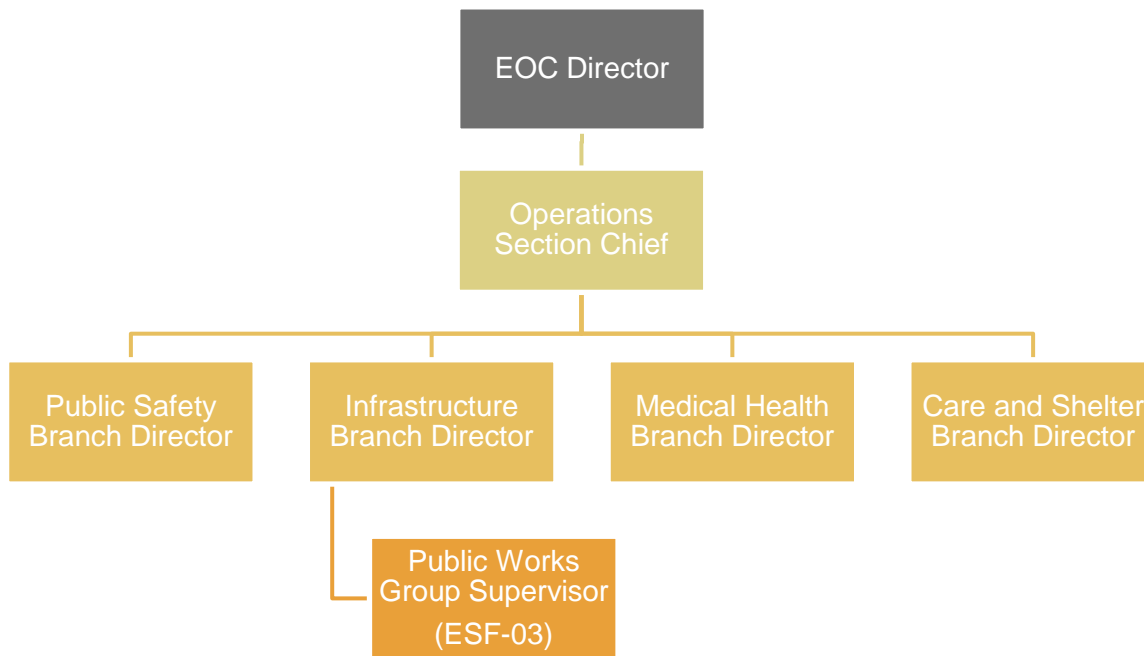 EOC Director
Operations
Section Chief
Public Safety
Branch Director
Infrastructure
Branch Director
Medical Health
Branch Director
Care and Shelter
Branch Director
Public Works
Group Supervisor
(ESF-03)